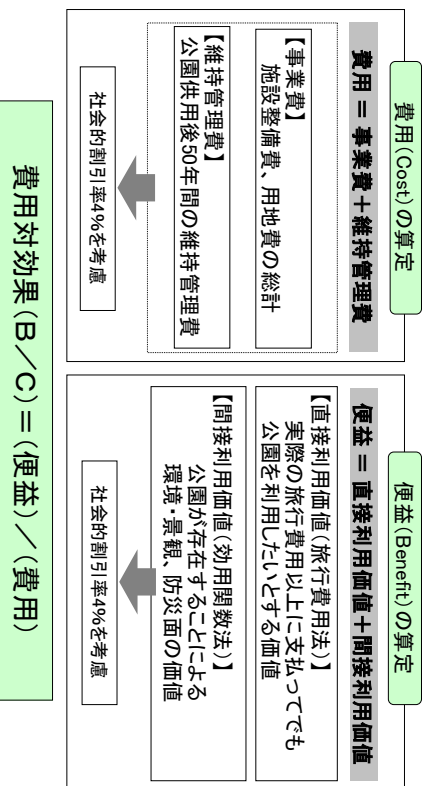 費用(Cost)の算定
費用 = 事業費+維持管理費
【事業費】
施設整備費、用地費の総計
【維持管理費】
公園供用後50年間の維持管理費
社会的割引率4%を考慮
便益(Benefit)の算定
便益 = 直接利用価値+間接利用価値
【直接利用価値(旅行費用法)】
実際の旅行費用以上に支払ってでも
公園を利用したいとする価値
【間接利用価値(効用関数法)】
公園が存在することによる
環境・景観、防災面の価値
社会的割引率4%を考慮
費用対効果(B/C)=(便益)/(費用)